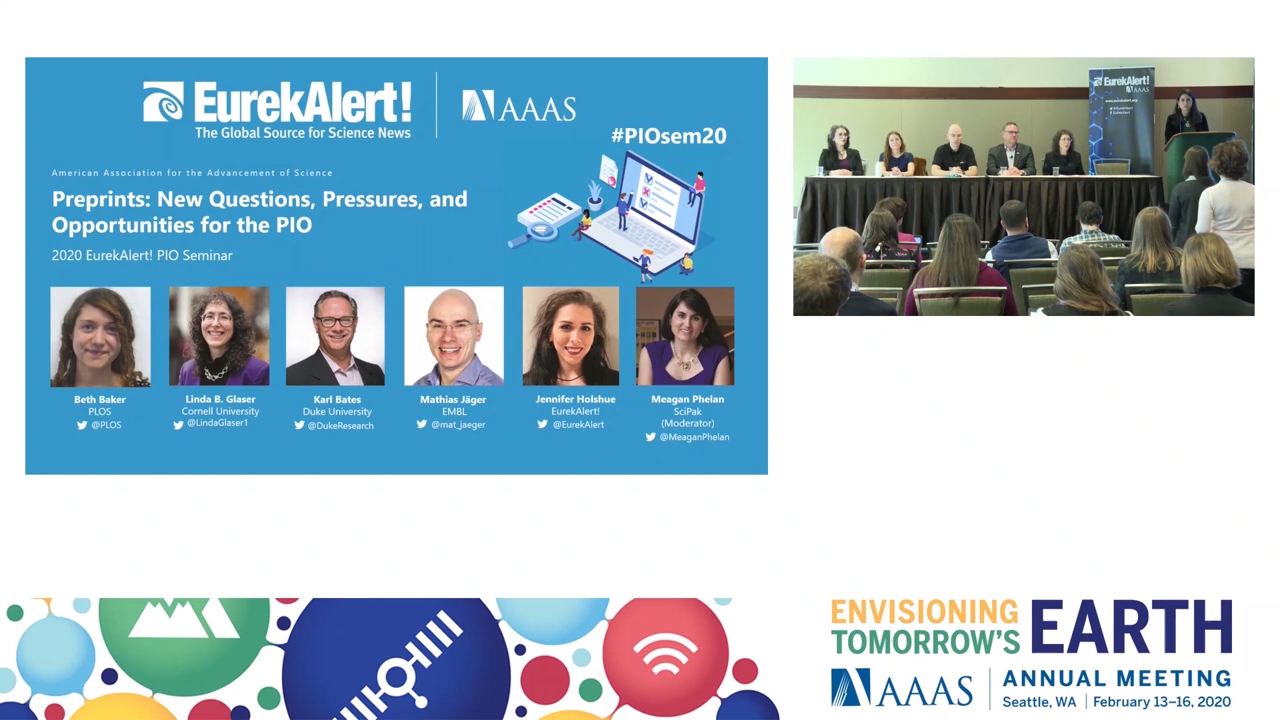 EurekAlert!
The Global Source for Science News
AAAS
#PIOsem20
American Association for the Advancement of Science
Preprints: New Questions, Pressures, and
Opportunities for the PIO
2020 EurekAlert! PIO Seminar
Beth Baker
PLOS
@PLOS
Linda B. Glaser
Cornell University
@LindaGlaser1
Karl Bates
Duke University
@DukeResearch
Mathias Jäger
EMBL
@mat_jaeger
Jennifer Holshue
EurekAlert!
@EurekAlert
Meagan Phelan
SciPak
(Moderator)
@MeaganPhelan
EurekAlert!
AAAS
ENVISIONING
TOMORROW'S
EARTH
AAAS
ANNUAL MEETING
Seattle, WA | February 13–16, 2020